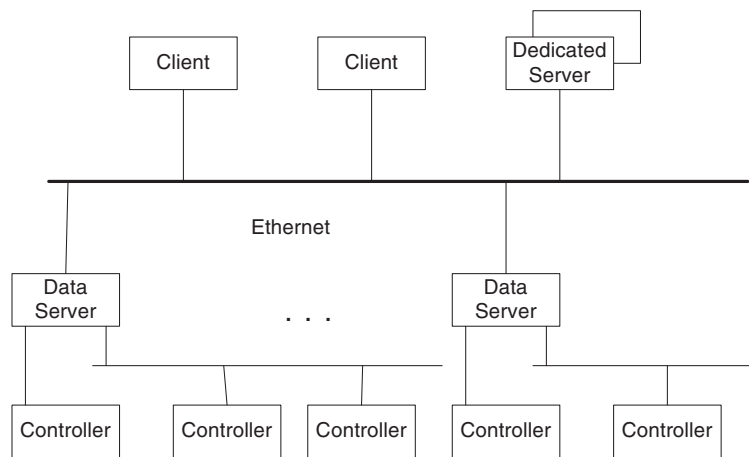 Client
Client
Dedicated
Server
Ethernet
Data
Server
. . .
Data
Server
Controller
Controller
Controller
Controller
Controller